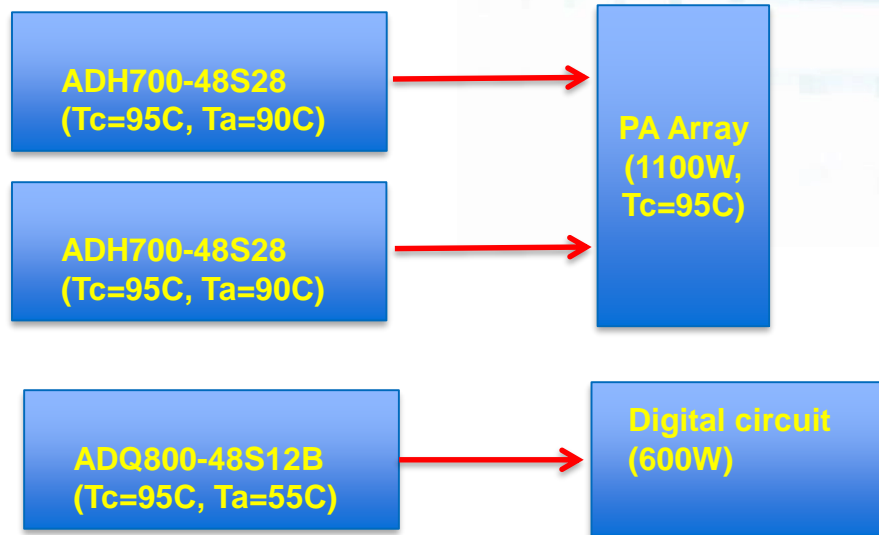 ADH700-48S28
(Tc=95C, Ta=90C)
PA Array
(1100W,
Tc=95C)
ADH700-48S28
(Tc=95C, Ta=90C)
ADQ800-48S12B
(Tc=95C, Ta=55C)
Digital circuit
(600W)